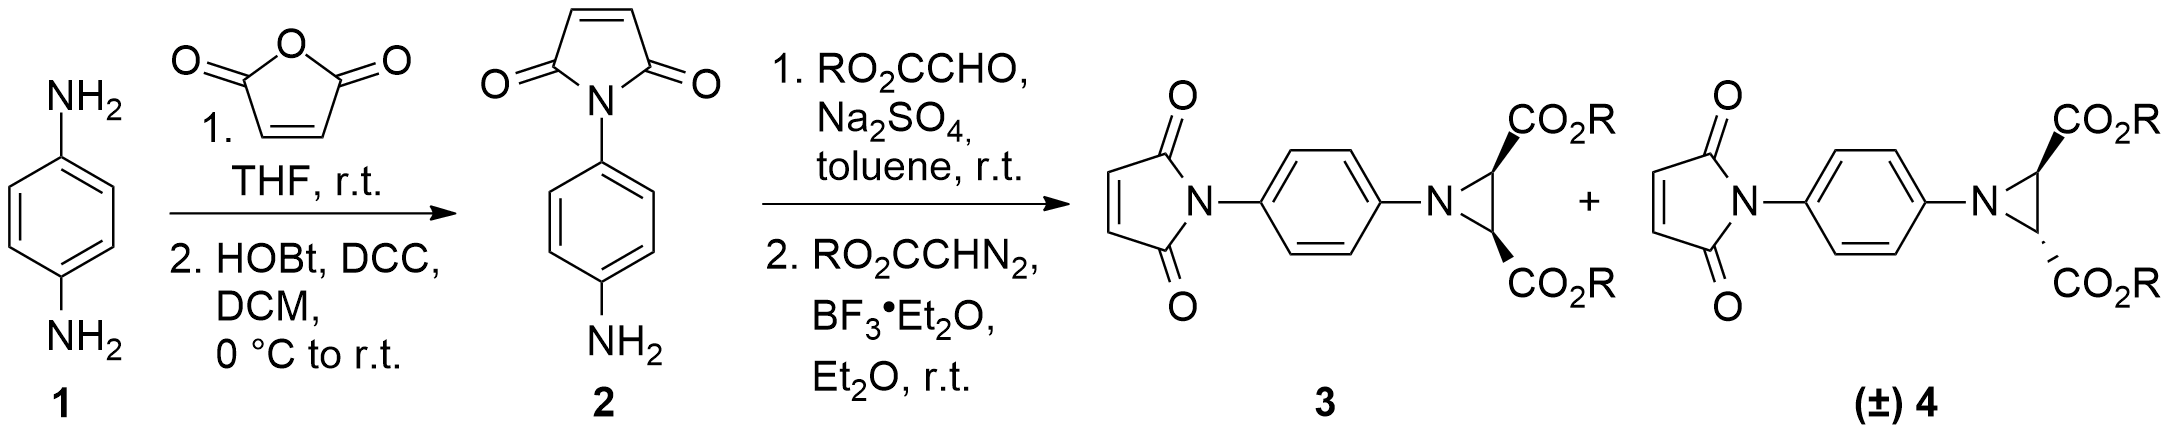 NH2
NH2
1
O
O
O
1.
THF, r.t.
2. HOBt, DCC,
DCM,
0 °C to r.t.
O
O
N
NH2
2
1. RO2CCHO,
Na2SO4,
toluene, r.t.
2. RO2CCHN2,
BF3•Et2O,
Et2O, r.t.
O
N
O
N
CO2R
CO2R
3
+
O
N
O
N
CO2R
CO2R
(±) 4